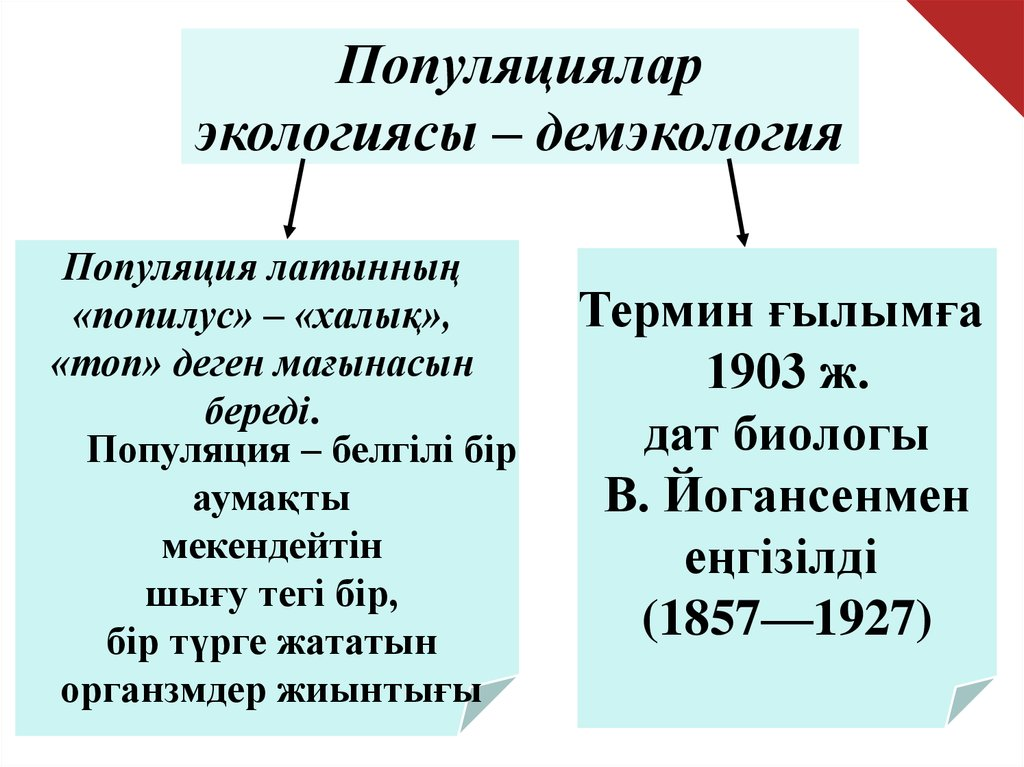 Популяциялар
экологиясы – демэкология
Популяция латынның
«попилус» – «халық»,
«топ» деген мағынасын
береді.
Популяция – белгілі бір
аумақты
мекендейтін
шығу тегі бір,
бір түрге жататын
органзмдер жиынтығы
Термин ғылымға
1903 ж.
дат биологы
В. Йогансенмен
еңгізілді
(1857—1927)